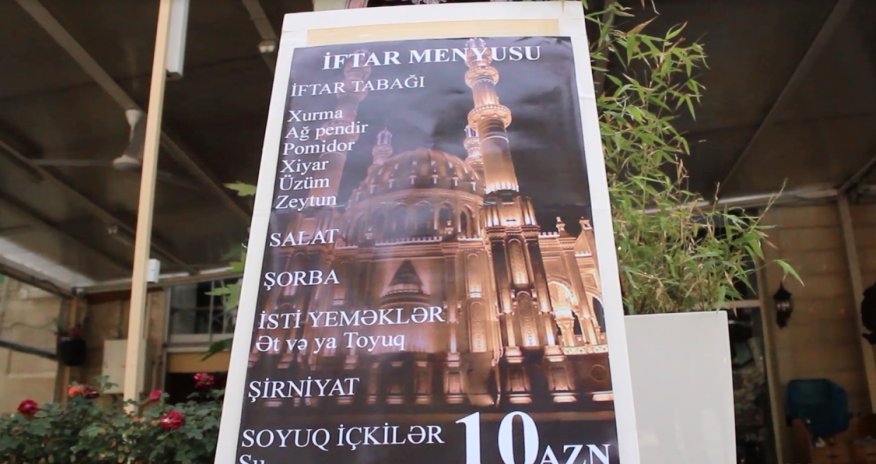 İFTAR MENYUSU
İFTAR TABAĞI
Xurma
Ağ pendir
Pomidor
Xiyar
Üzüm
Zeytun
SALAT
ŞORBA
İSTİ YEMƏKLƏR
Ət və ya Toyuq
ŞİRNİYAT
SOYUQ İÇKİLƏR
Su
10 AZN